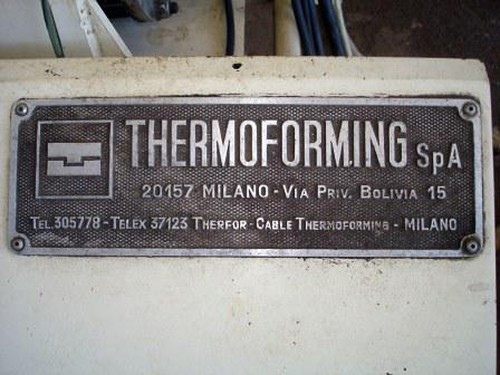 THERMOFORMING SpA
20157 MILANO - VIA PRIV. BOLIVIA 15
TEL. 305778 - TELEX 37123 THERFOR - CABLE THERMOFORMING - MILANO